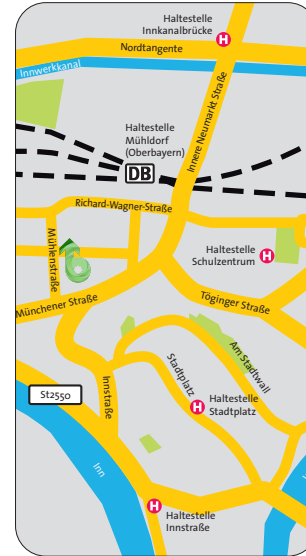 Haltestelle
Innkanalbrücke
H
Nordtangente
Innwerkkanal
Innere Neumarkt Straße
Haltestelle
Mühldorf
(Oberbayern)
DB
Richard-Wagner-Straße
Mühlenstraße
Haltestelle
Schulzentrum
H
Münchener Straße
Töginger Straße
Am Stadtwall
Stadtplatz
Innstraße
St2550
H
Haltestelle
Stadtplatz
Inn
H
Haltestelle
Innstraße